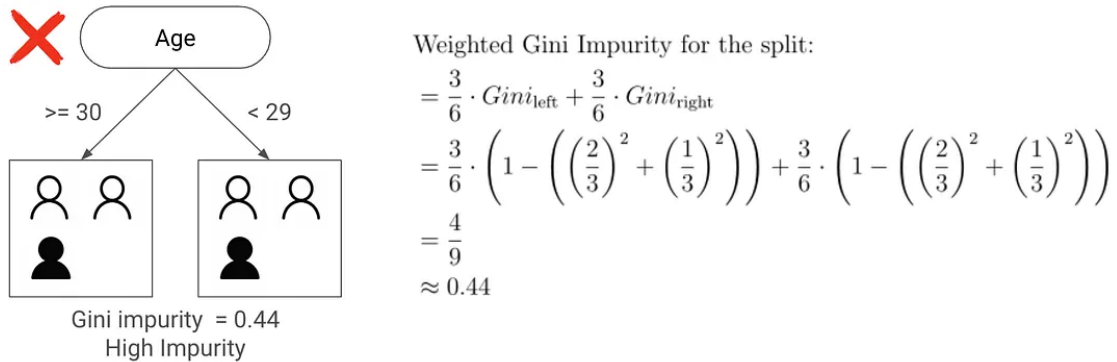 Age
>= 30
< 29
Gini impurity = 0.44
High Impurity
Weighted Gini Impurity for the split:
= 3/6 · Gini_left + 3/6 · Gini_right
= 3/6 · (1 − ((2/3)² + (1/3)²)) + 3/6 · (1 − ((2/3)² + (1/3)²))
= 4/9
≈ 0.44